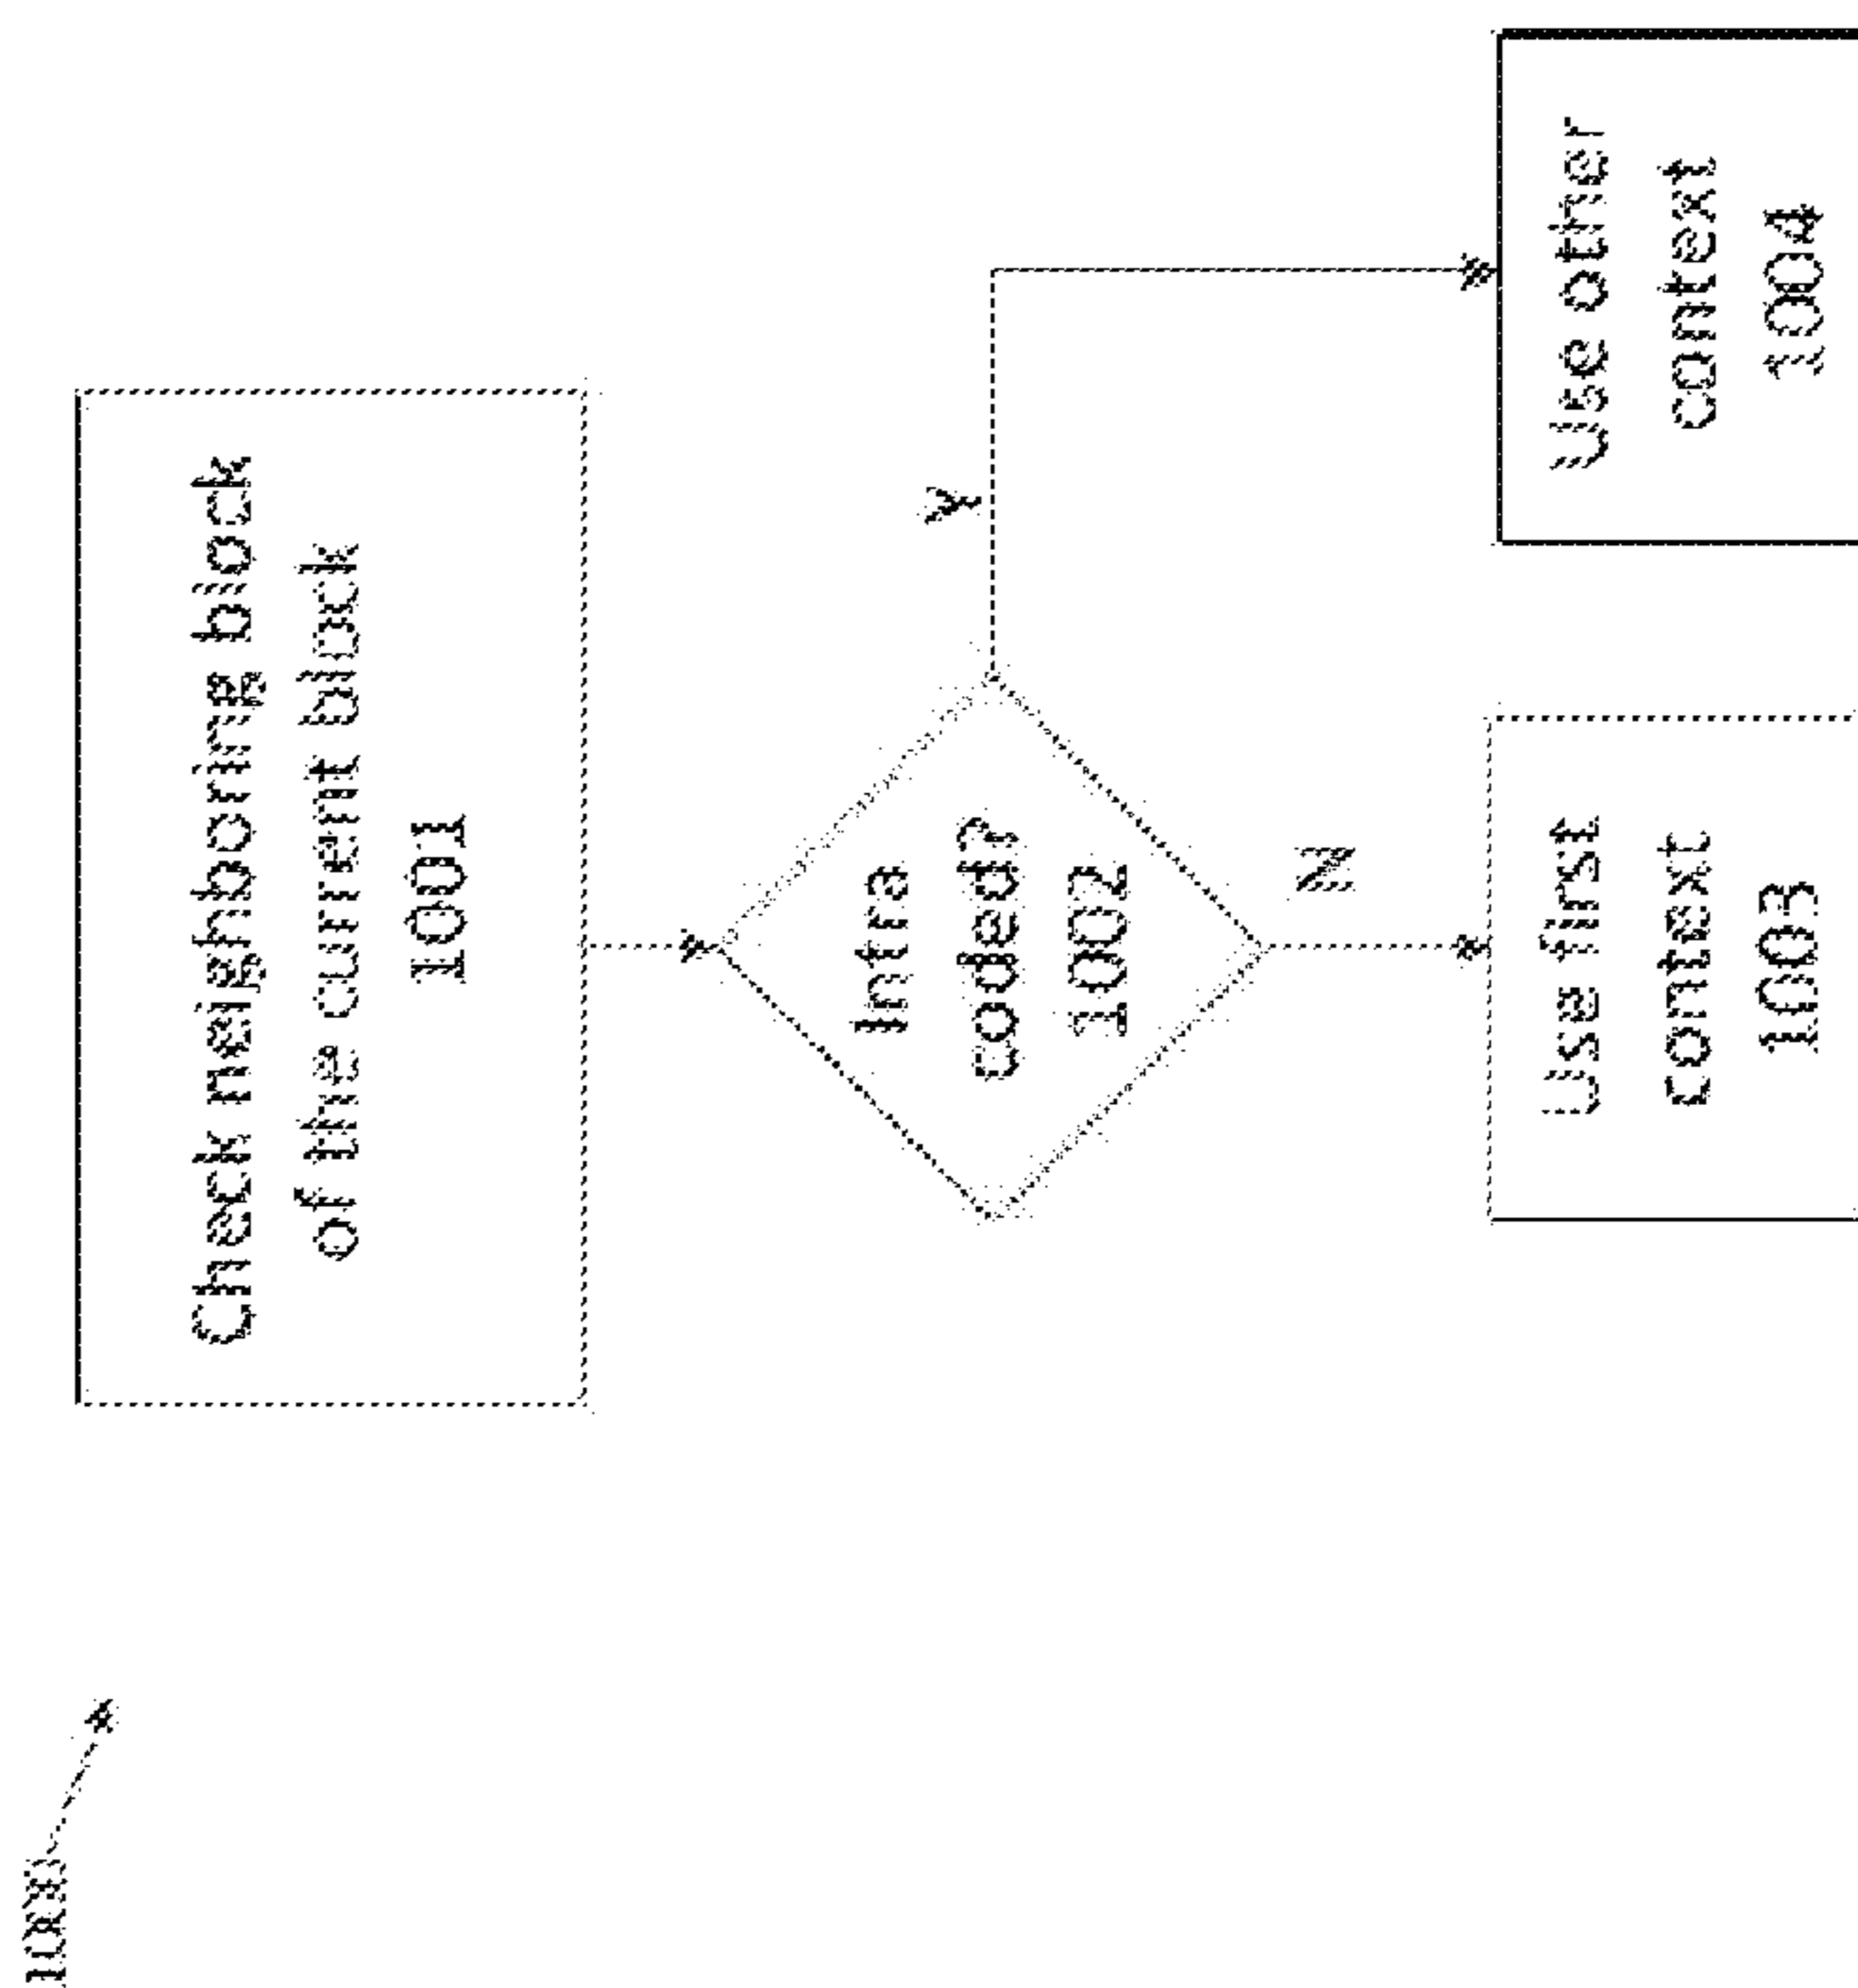 Check neighboring block
of the current block
1001
Intra
coded?
1002
Y
N
Use first
context
1003
Use other
context
1004